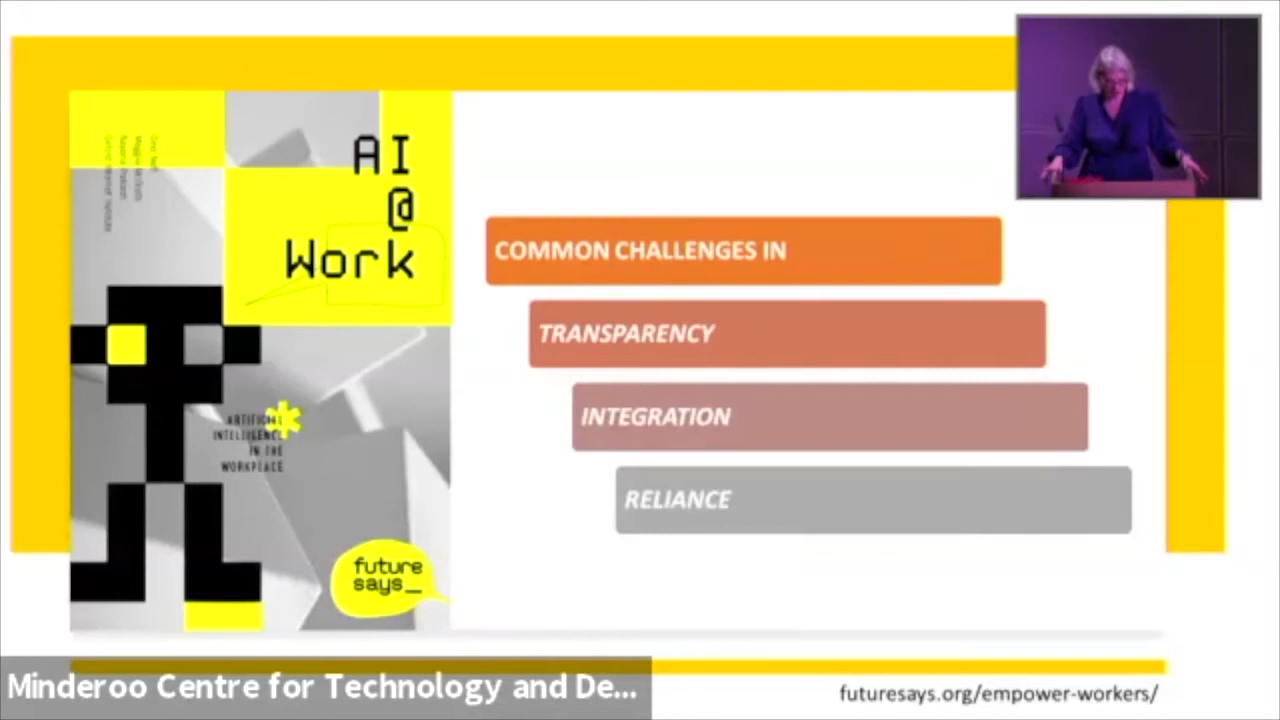 AI
@
Work
ARTIFICIAL
INTELLIGENCE
IN THE
WORKPLACE
future
says_
COMMON CHALLENGES IN
TRANSPARENCY
INTEGRATION
RELIANCE
Minderoo Centre for Technology and De...
futuresays.org/empower-workers/